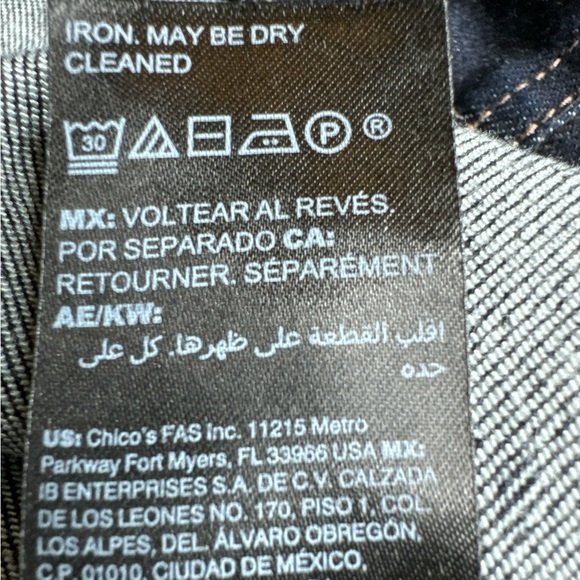 IRON. MAY BE DRY
CLEANED
30 P ®
MX: VOLTEAR AL REVÉS.
POR SEPARADO CA:
RETOURNER. SÉPARÉMENT
AE/KW:
اقلب القطعة على ظهرها. كل على
حده
US: Chico's FAS Inc. 11215 Metro
Parkway Fort Myers, FL 33966 USA MX:
IB ENTERPRISES S.A. DE C.V. CALZADA
DE LOS LEONES NO. 170, PISO 1, COL.
LOS ALPES, DEL. ÁLVARO OBREGÓN,
C.P. 01010, CIUDAD DE MÉXICO,